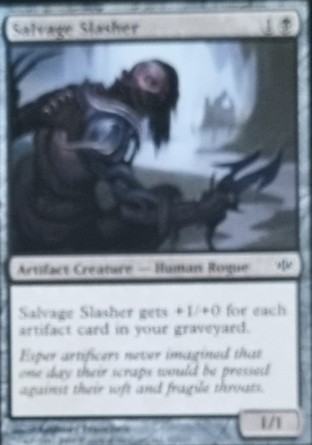 Salvage Slasher 1
Artifact Creature — Human Rogue
Salvage Slasher gets +1/+0 for each
artifact card in your graveyard.
Esper artificers never imagined that
one day their scraps would be pressed
against their soft and fragile throats.
1/1